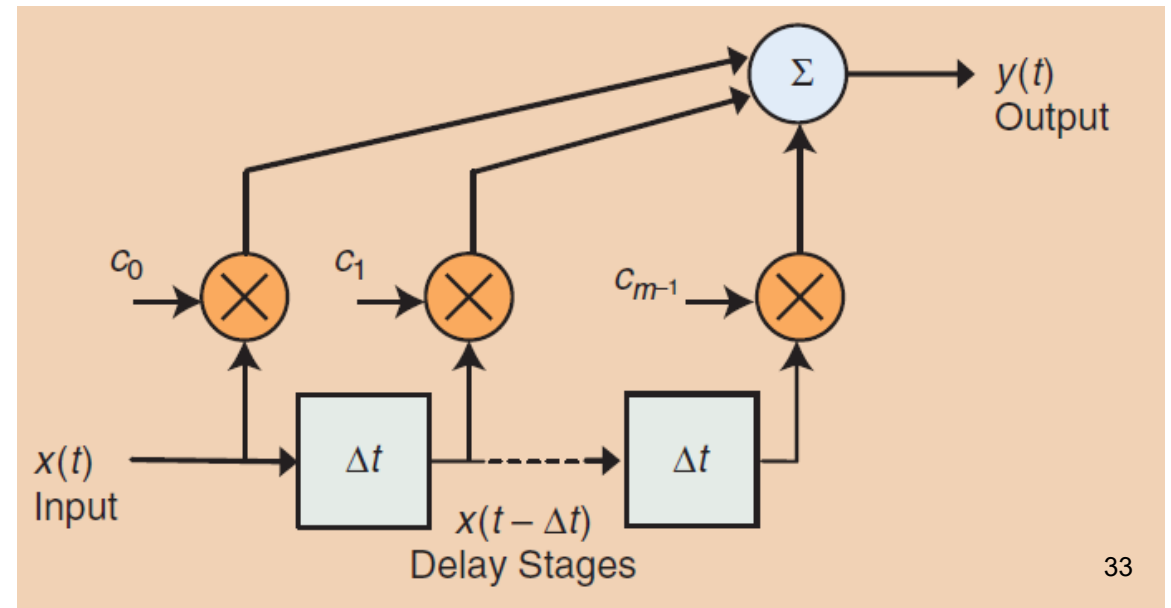 Σ
y(t)
Output
c0
c1
cm–1
x(t)
Input
Δt
Δt
x(t – Δt)
Delay Stages
33